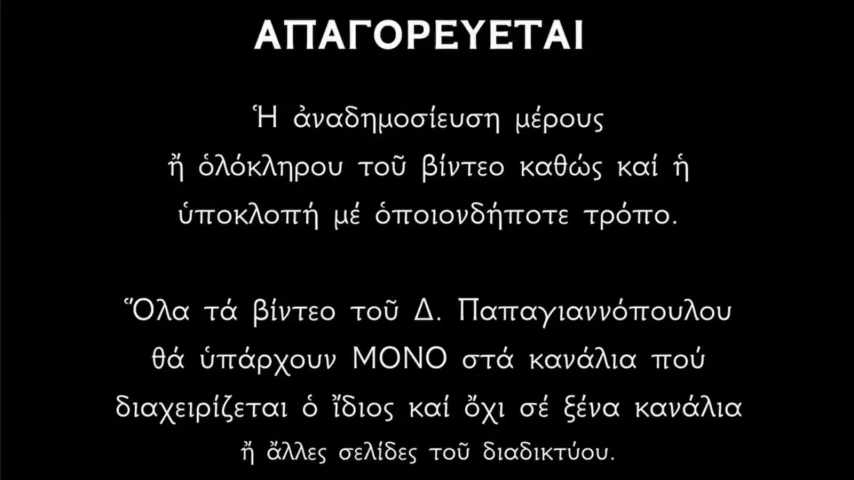 ΑΠΑΓΟΡΕΥΕΤΑΙ
Ἡ ἀναδημοσίευση μέρους
ἤ ὁλόκληρου τοῦ βίντεο καθώς καί ἡ
ὑποκλοπή μέ ὁποιονδήποτε τρόπο.
Ὅλα τά βίντεο τοῦ Δ. Παπαγιαννόπουλου
θά ὑπάρχουν ΜΟΝΟ στά κανάλια πού
διαχειρίζεται ὁ ἴδιος καί ὄχι σέ ξένα κανάλια
ἤ ἄλλες σελίδες τοῦ διαδικτύου.